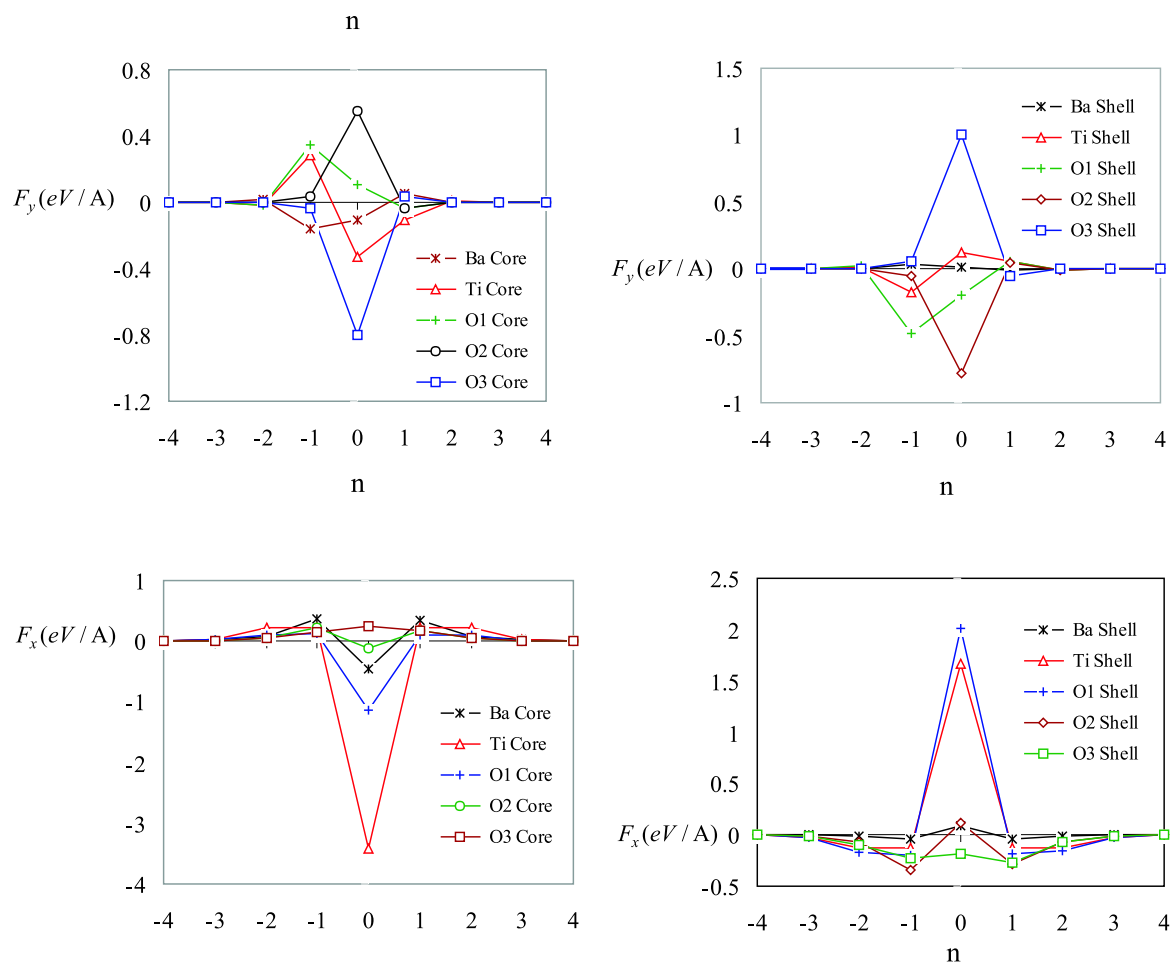 n
0.8
0.4
0
-0.4
-0.8
-1.2
F_y(eV/A)
Ba Core
Ti Core
O1 Core
O2 Core
O3 Core
-4 -3 -2 -1 0 1 2 3 4
n
1.5
1
0.5
0
-0.5
-1
F_y(eV/A)
Ba Shell
Ti Shell
O1 Shell
O2 Shell
O3 Shell
-4 -3 -2 -1 0 1 2 3 4
n
1
0
-1
-2
-3
-4
F_x(eV/A)
Ba Core
Ti Core
O1 Core
O2 Core
O3 Core
-4 -3 -2 -1 0 1 2 3 4
2.5
2
1.5
1
0.5
0
-0.5
F_x(eV/A)
Ba Shell
Ti Shell
O1 Shell
O2 Shell
O3 Shell
-4 -3 -2 -1 0 1 2 3 4
n